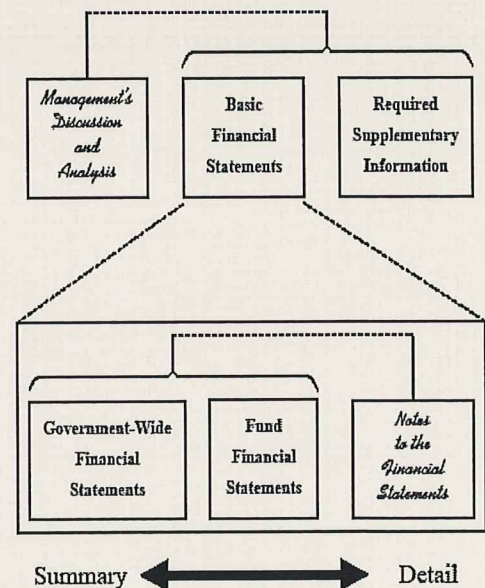 Management's
Discussion
and
Analysis
Basic
Financial
Statements
Required
Supplementary
Information
Government-Wide
Financial
Statements
Fund
Financial
Statements
Notes
to the
Financial
Statements
Summary
Detail